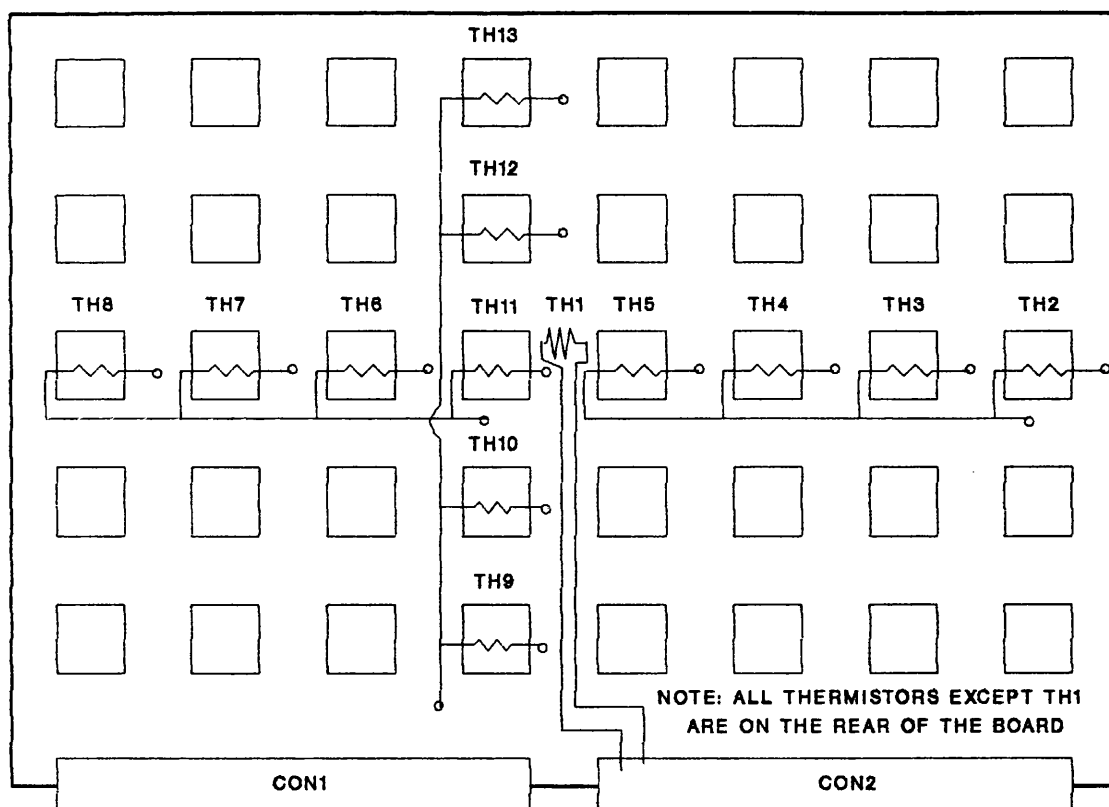 TH13
TH12
TH8 TH7 TH6 TH11 TH1 TH5 TH4 TH3 TH2
TH10
TH9
NOTE: ALL THERMISTORS EXCEPT TH1
ARE ON THE REAR OF THE BOARD
CON1 CON2